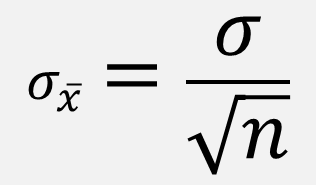 σ_x̄ = σ/√n